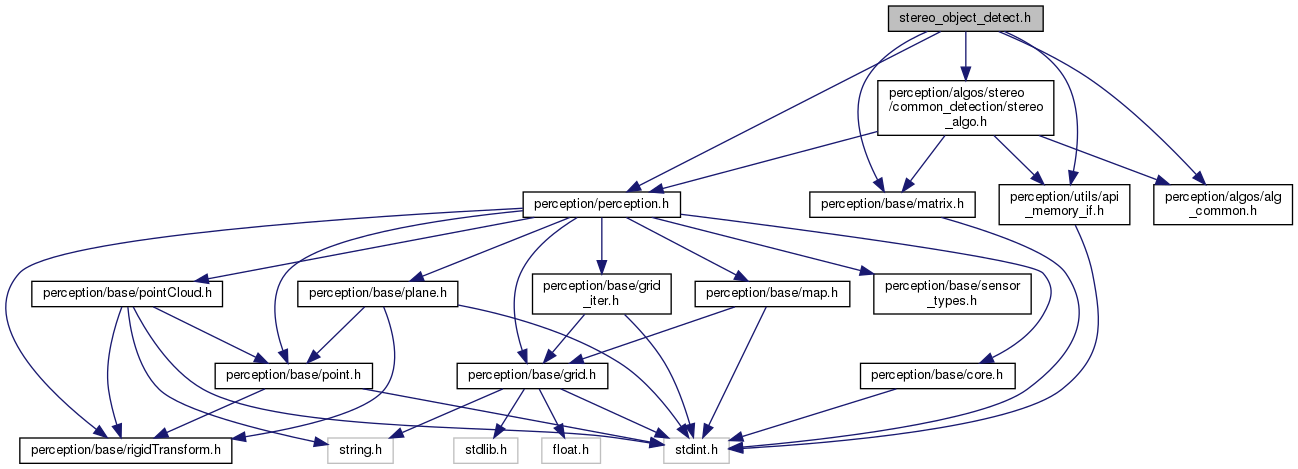 stereo_object_detect.h
perception/algos/stereo
/common_detection/stereo
_algo.h
perception/perception.h
perception/base/matrix.h
perception/utils/api
_memory_if.h
perception/algos/alg
_common.h
perception/base/pointCloud.h
perception/base/plane.h
perception/base/grid
_iter.h
perception/base/map.h
perception/base/sensor
_types.h
perception/base/point.h
perception/base/grid.h
perception/base/core.h
perception/base/rigidTransform.h
string.h
stdlib.h
float.h
stdint.h